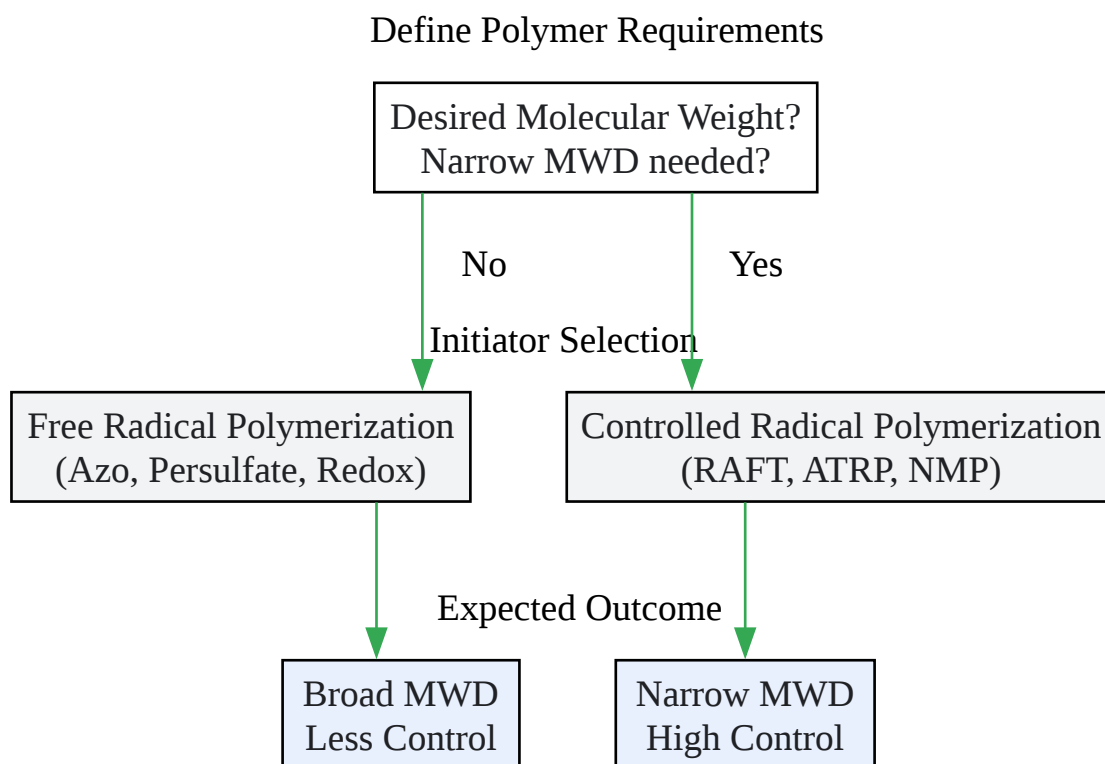 Define Polymer Requirements
Desired Molecular Weight?
Narrow MWD needed?
No
Yes
Initiator Selection
Free Radical Polymerization
(Azo, Persulfate, Redox)
Controlled Radical Polymerization
(RAFT, ATRP, NMP)
Expected Outcome
Broad MWD
Less Control
Narrow MWD
High Control